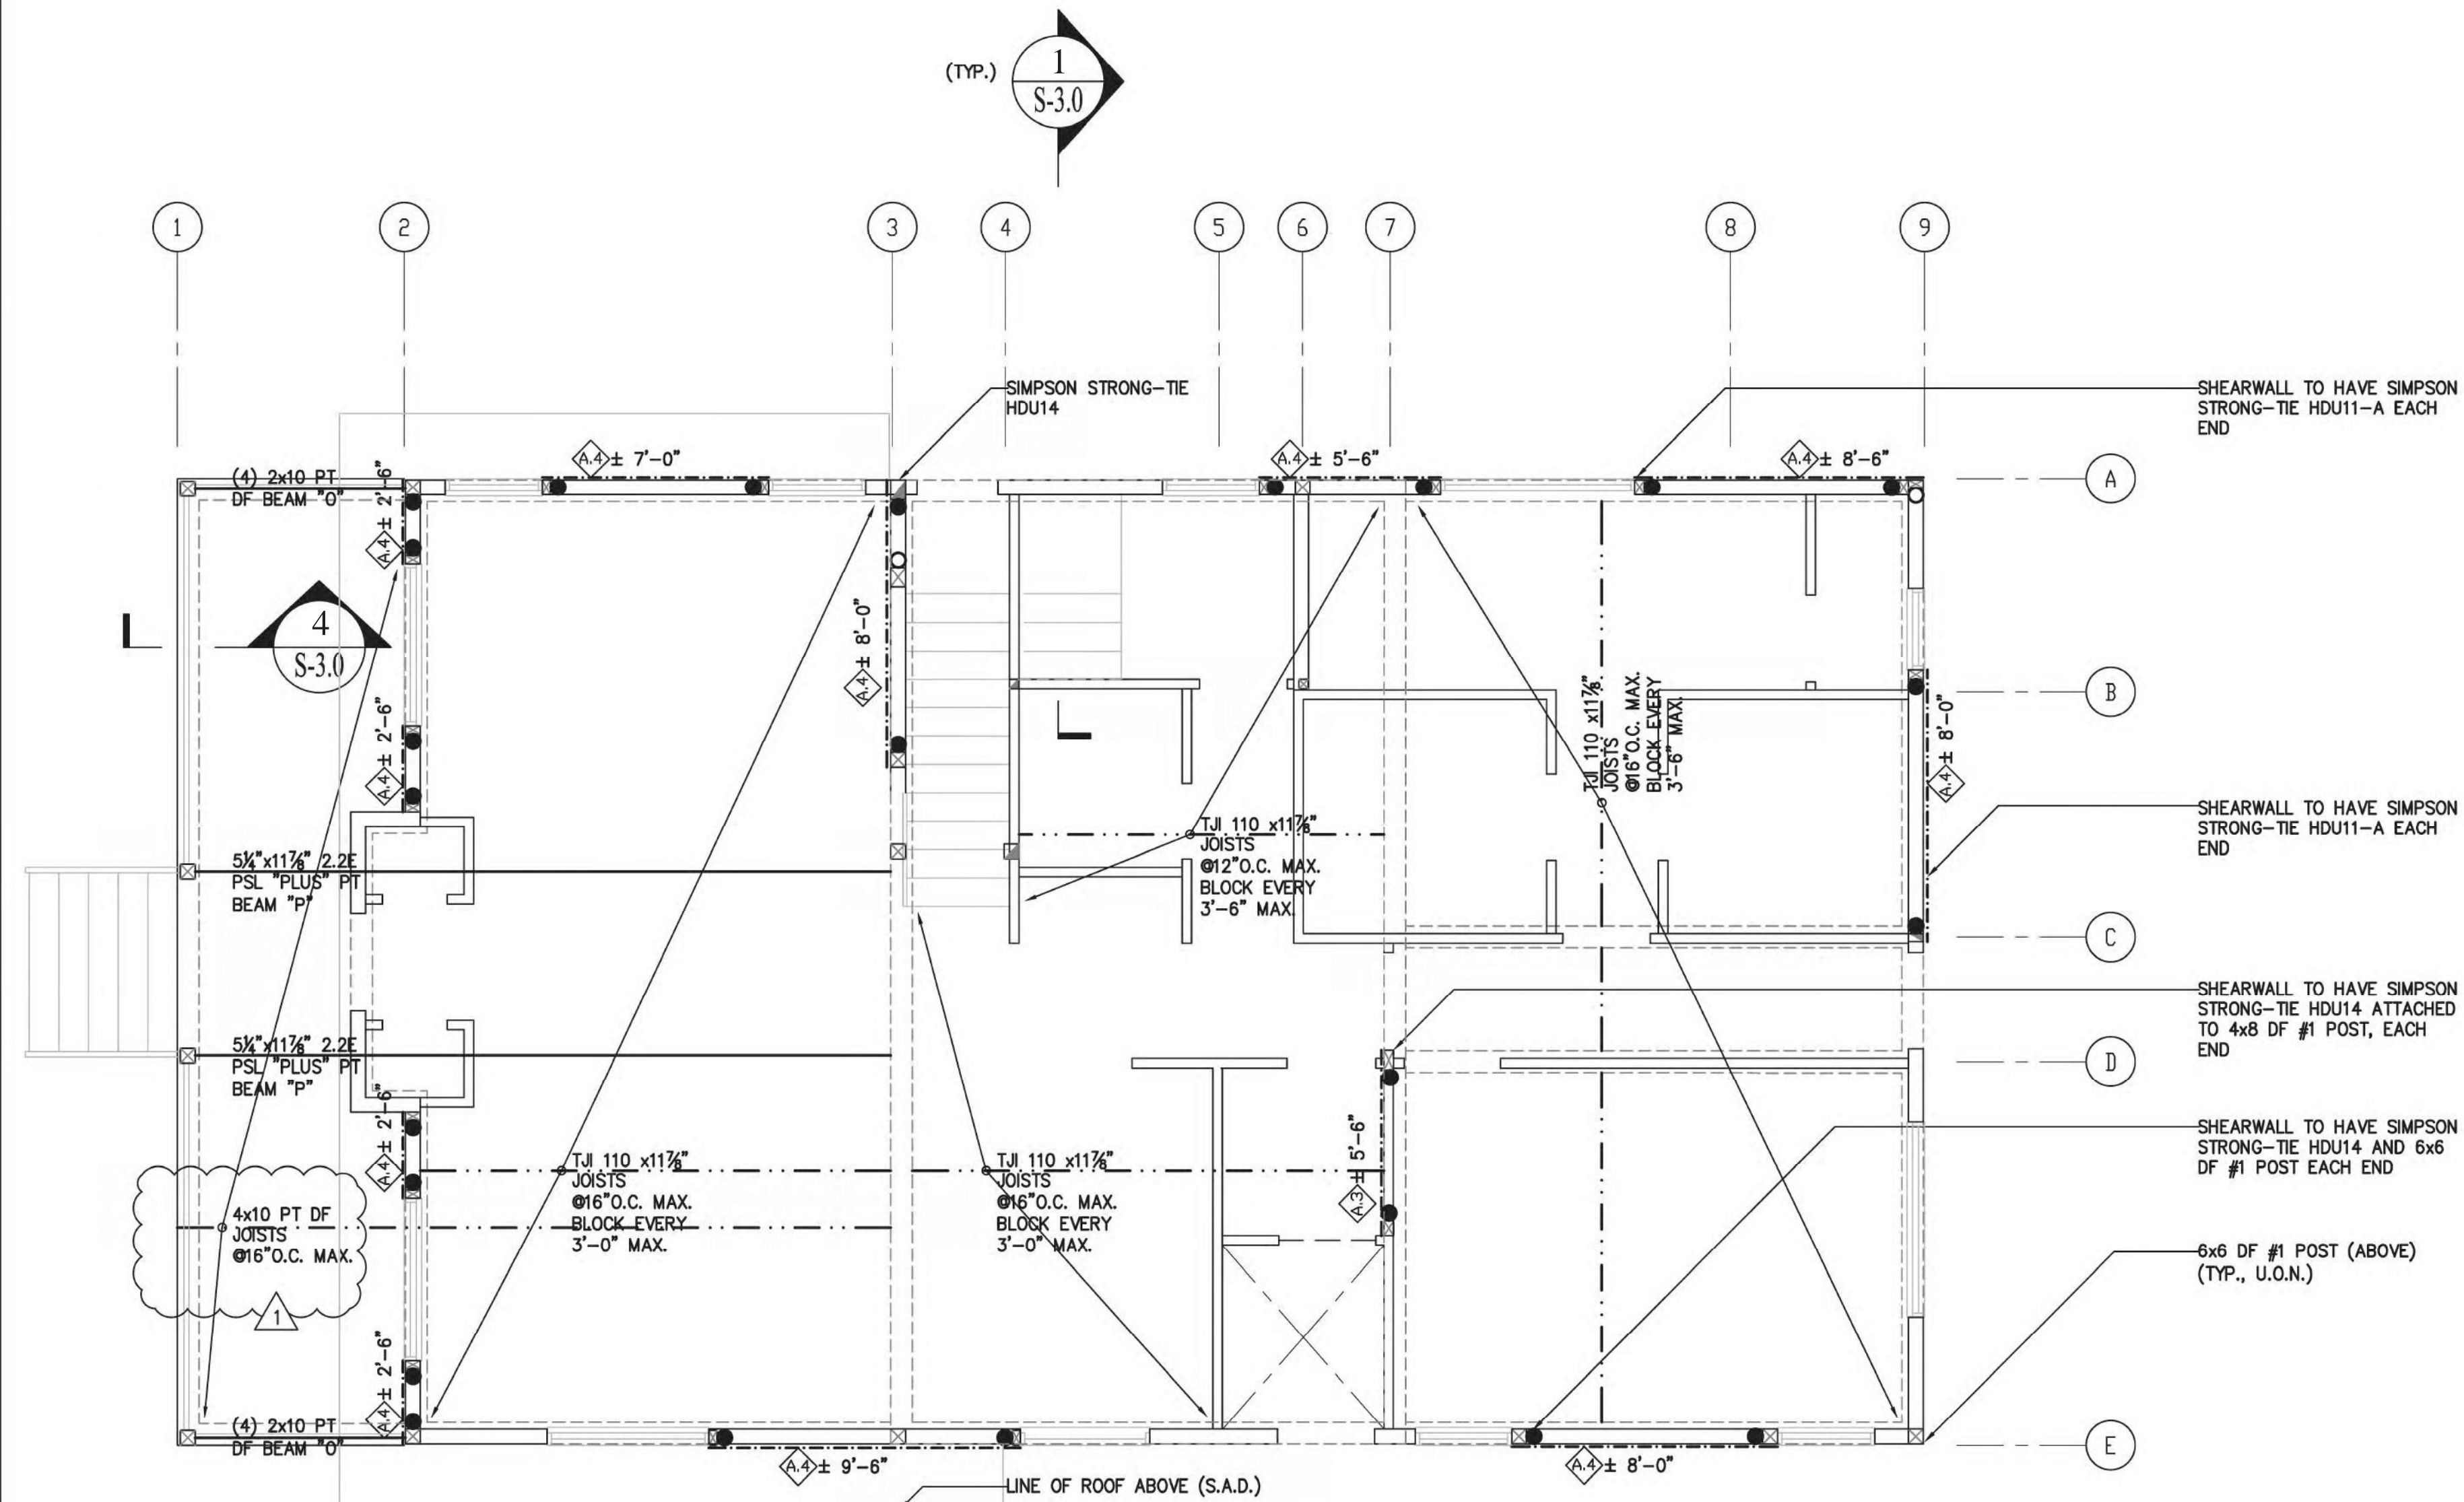 (TYP.)
1
S-3.0
1
2
3
4
5
6
7
8
9
SIMPSON STRONG-TIE
HDU14
SHEARWALL TO HAVE SIMPSON
STRONG-TIE HDU11-A EACH
END
A.4 ± 7'-0"
A.4 ± 5'-6"
A.4 ± 8'-6"
A
(4) 2x10 PT
DF BEAM "O"
A.4 ± 2'-6"
4
S-3.0
A.4 ± 8'-0"
B
TJI 110 x11⅞"
JOISTS
@16"O.C. MAX.
BLOCK EVERY
3'-6" MAX.
A.4 ± 2'-6"
A.4 ± 8'-0"
SHEARWALL TO HAVE SIMPSON
STRONG-TIE HDU11-A EACH
END
TJI 110 x11⅞"
JOISTS
@12"O.C. MAX.
BLOCK EVERY
3'-6" MAX.
5¼"x11⅞" 2.2E
PSL "PLUS" PT
BEAM "P"
C
SHEARWALL TO HAVE SIMPSON
STRONG-TIE HDU14 ATTACHED
TO 4x8 DF #1 POST, EACH
END
5¼"x11⅞" 2.2E
PSL "PLUS" PT
BEAM "P"
D
A.4 ± 2'-6"
A.3 ± 5'-6"
SHEARWALL TO HAVE SIMPSON
STRONG-TIE HDU14 AND 6x6
DF #1 POST EACH END
TJI 110 x11⅞"
JOISTS
@16"O.C. MAX.
BLOCK EVERY
3'-0" MAX.
TJI 110 x11⅞"
JOISTS
@16"O.C. MAX.
BLOCK EVERY
3'-0" MAX.
4x10 PT DF
JOISTS
@16"O.C. MAX.
1
6x6 DF #1 POST (ABOVE)
(TYP., U.O.N.)
A.4 ± 2'-6"
(4) 2x10 PT
DF BEAM "O"
E
A.4 ± 9'-6"
A.4 ± 8'-0"
LINE OF ROOF ABOVE (S.A.D.)